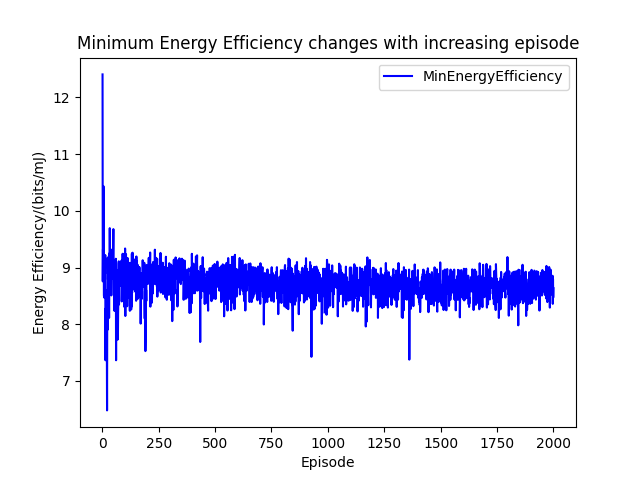 Minimum Energy Efficiency changes with increasing episode
MinEnergyEfficiency
Energy Efficiency/(bits/mJ)
12
11
10
9
8
7
0 250 500 750 1000 1250 1500 1750 2000
Episode